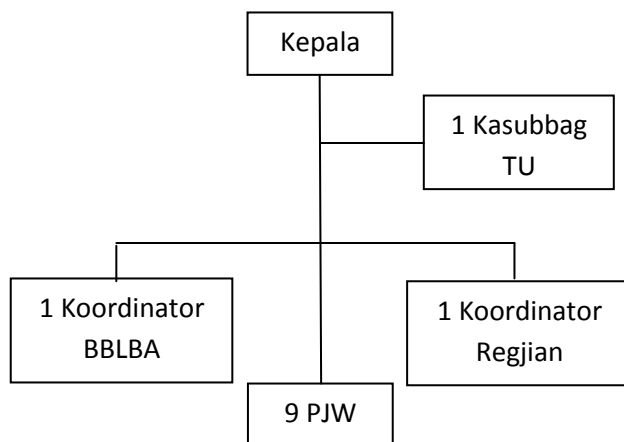 Kepala
1 Kasubbag
TU
1 Koordinator
BBLBA
1 Koordinator
Regjian
9 PJW